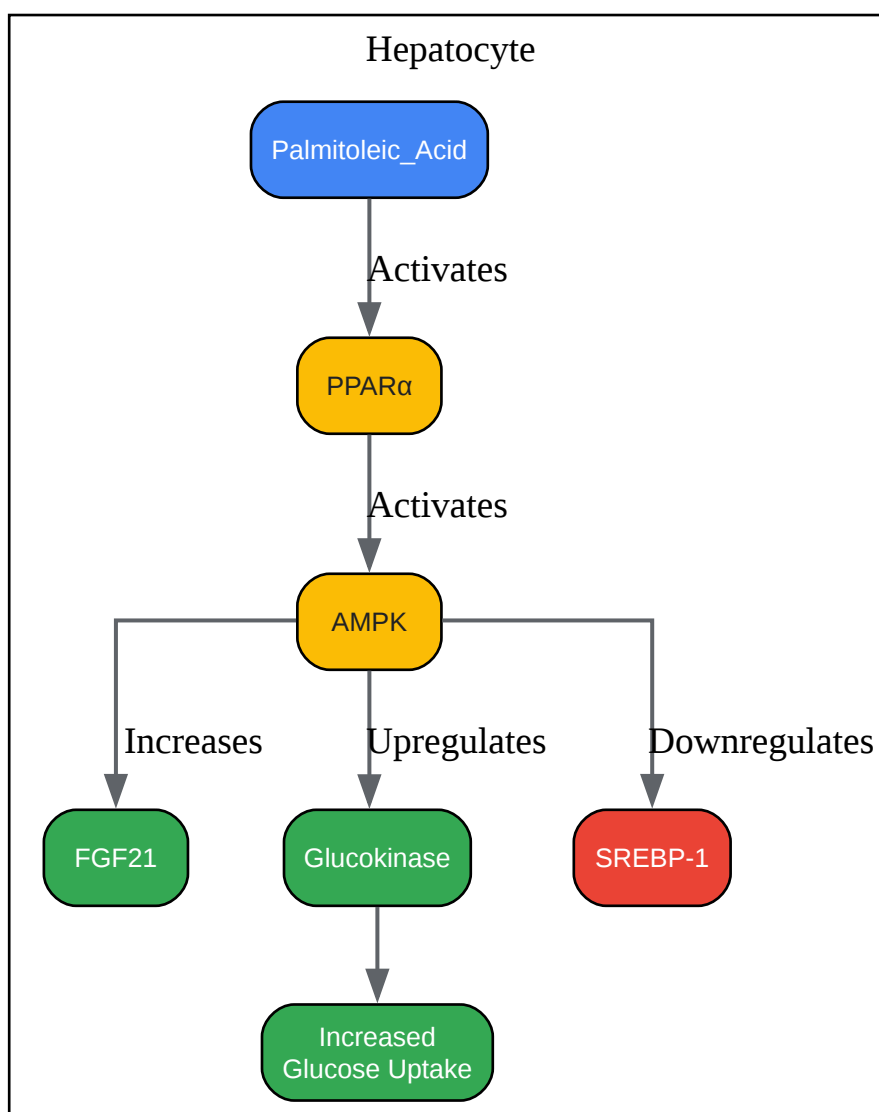 Hepatocyte
Palmitoleic_Acid
Activates
PPARα
Activates
AMPK
Increases
Upregulates
Downregulates
FGF21
Glucokinase
SREBP-1
Increased
Glucose Uptake